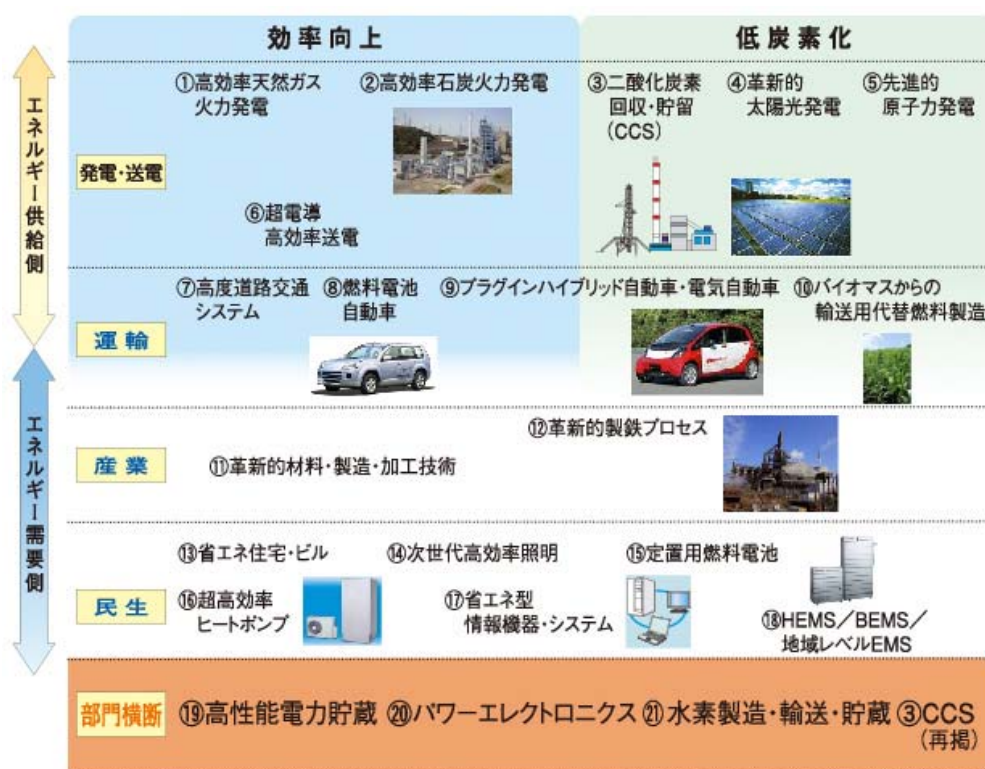 効率向上
低炭素化
エネルギー供給側
エネルギー需要側
発電・送電
①高効率天然ガス
火力発電
②高効率石炭火力発電
③二酸化炭素
回収・貯留
(CCS)
④革新的
太陽光発電
⑤先進的
原子力発電
⑥超電導
高効率送電
運輸
⑦高度道路交通
システム
⑧燃料電池
自動車
⑨プラグインハイブリッド自動車・電気自動車
⑩バイオマスからの
輸送用代替燃料製造
産業
⑪革新的材料・製造・加工技術
⑫革新的製鉄プロセス
民生
⑬省エネ住宅・ビル
⑭次世代高効率照明
⑮定置用燃料電池
⑯超高効率
ヒートポンプ
⑰省エネ型
情報機器・システム
⑱HEMS／BEMS／
地域レベルEMS
部門横断
⑲高性能電力貯蔵 ⑳パワーエレクトロニクス ㉑水素製造・輸送・貯蔵 ③CCS
(再掲)